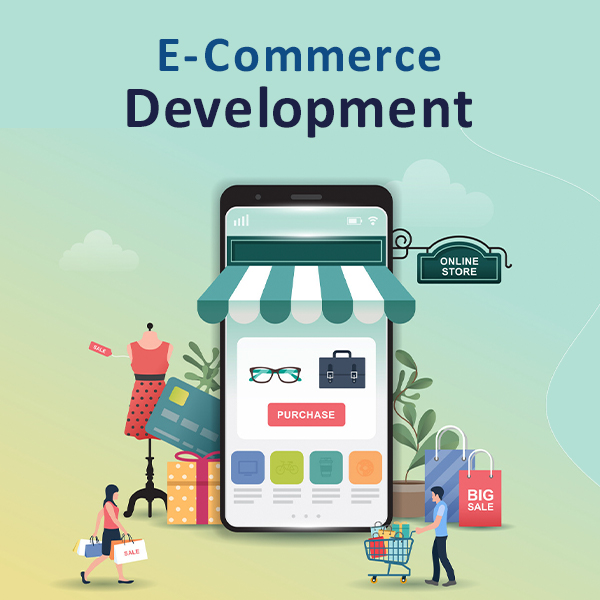 E-Commerce
Development
ONLINE
STORE
SALE
PURCHASE
BIG
SALE
SALE